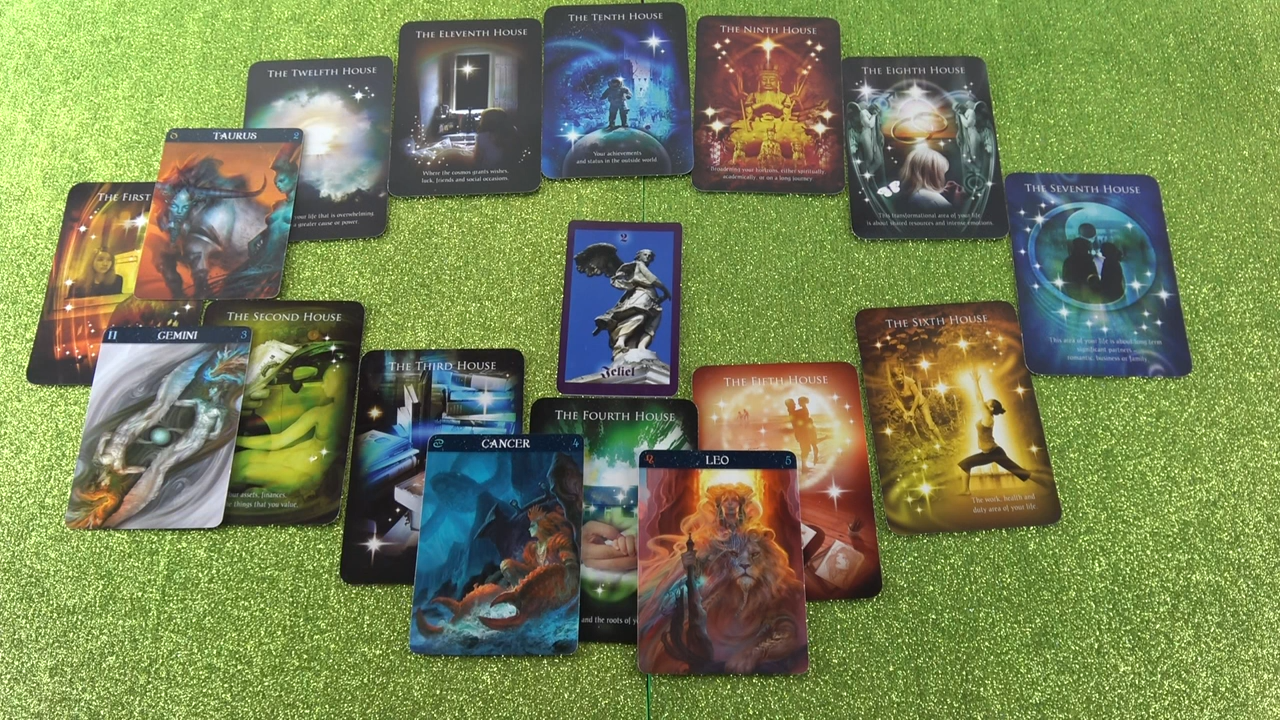 THE TWELFTH HOUSE
your life that is overwhelming
a greater cause or power.
THE ELEVENTH HOUSE
Where the cosmos grants wishes,
luck, friends and social occasions.
THE TENTH HOUSE
Your achievements
and status in the outside world
THE NINTH HOUSE
Broadening your horizons, either spiritually
academically, or on a long journey
THE EIGHTH HOUSE
This transformational area of your life
is about shared resources and intense emotions.
THE SEVENTH HOUSE
This area of your life is about long term
significant partners
romantic, business or family
THE FIRST
TAURUS 2
2
Jeliel
THE SECOND HOUSE
your assets, finances,
things that you value.
GEMINI 3
THE THIRD HOUSE
CANCER 4
THE FOURTH HOUSE
and the roots of
LEO 5
THE FIFTH HOUSE
THE SIXTH HOUSE
The work, health and
duty area of your life.